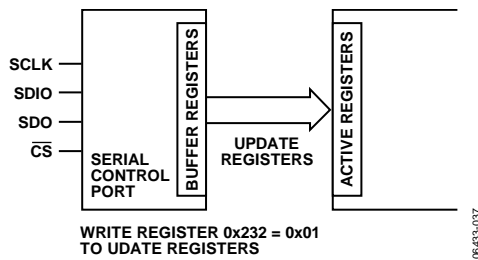 SCLK
SDIO
SDO
CS
SERIAL
CONTROL
PORT
BUFFER REGISTERS
UPDATE
REGISTERS
ACTIVE REGISTERS
WRITE REGISTER 0x232 = 0x01
TO UDATE REGISTERS
06433-037